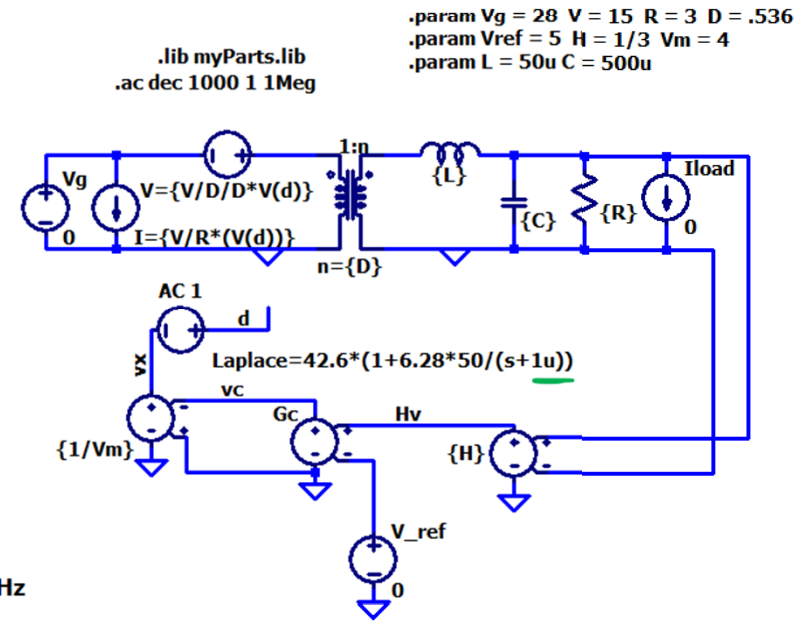 .param Vg = 28 V = 15 R = 3 D = .536
.param Vref = 5 H = 1/3 Vm = 4
.param L = 50u C = 500u
.lib myParts.lib
.ac dec 1000 1 1Meg
1:n
Vg
V={V/D/D*V(d)}
{L}
Iload
{C}
{R}
0
I={V/R*(V(d))}
0
n={D}
AC 1
d
vx
Laplace=42.6*(1+6.28*50/(s+1u))
vc
Gc
Hv
{1/Vm}
{H}
V_ref
0
Hz